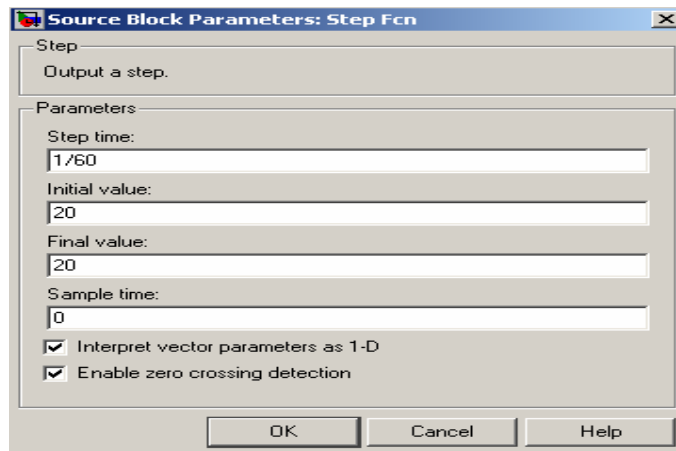 Source Block Parameters: Step Fcn
Step
Output a step.
Parameters
Step time:
1/60
Initial value:
20
Final value:
20
Sample time:
0
Interpret vector parameters as 1-D
Enable zero crossing detection
OK Cancel Help